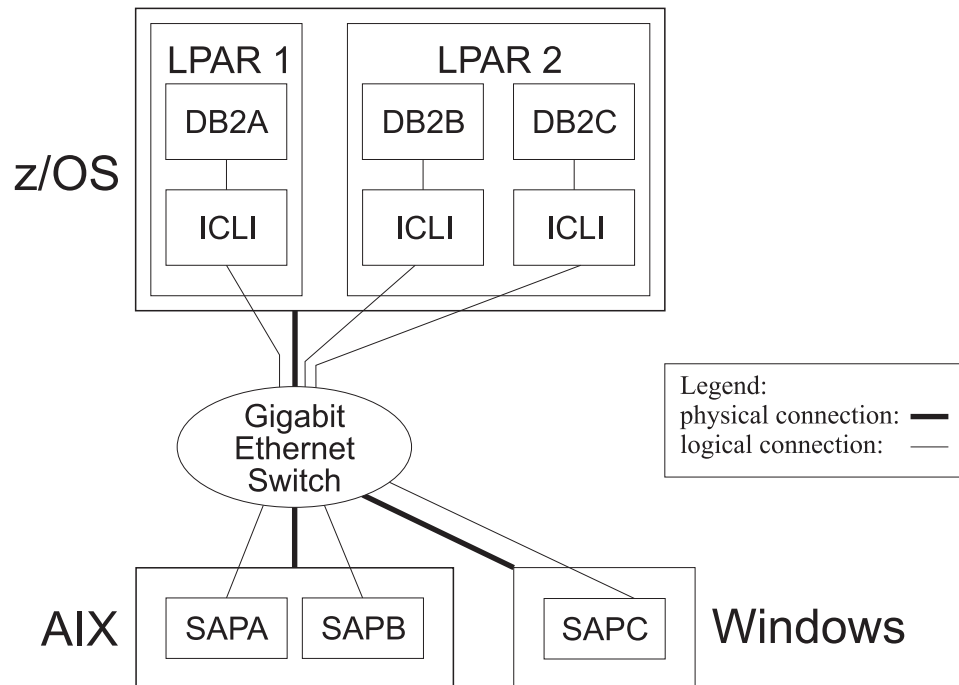 LPAR 1
LPAR 2
DB2A
DB2B
DB2C
z/OS
ICLI
ICLI
ICLI
Legend:
physical connection:
logical connection:
Gigabit
Ethernet
Switch
AIX
SAPA
SAPB
SAPC
Windows